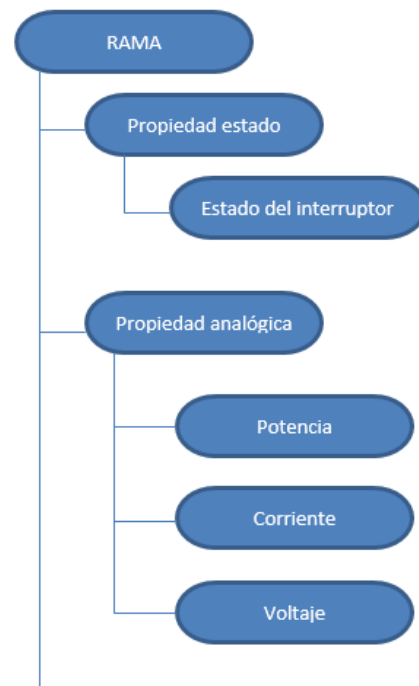 RAMA
Propiedad estado
Estado del interruptor
Propiedad analógica
Potencia
Corriente
Voltaje